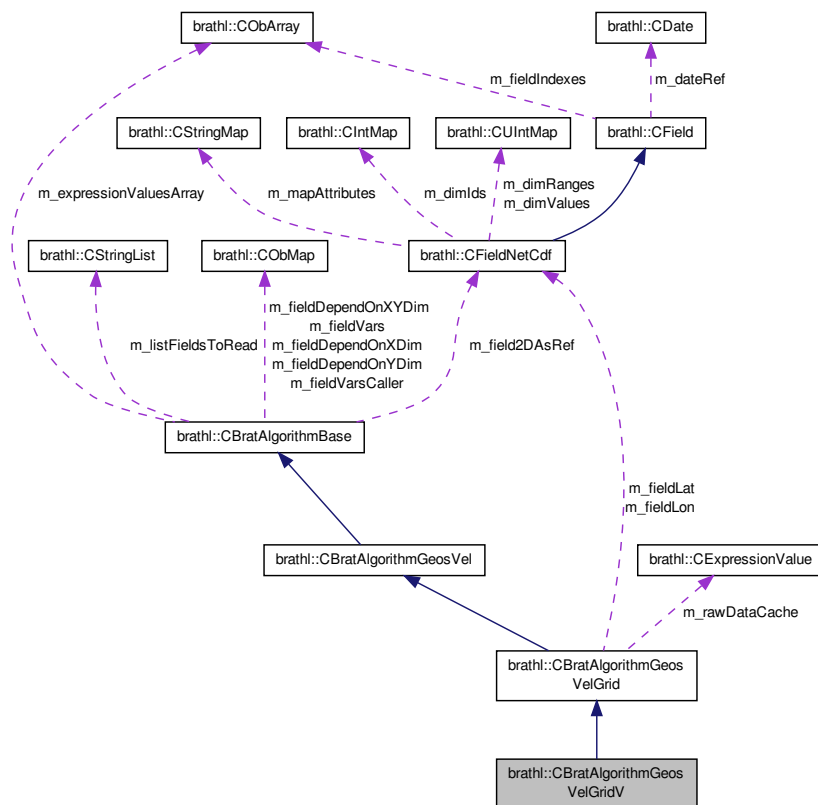 brathl::CObArray
brathl::CDate
m_fieldIndexes
m_dateRef
brathl::CStringMap
brathl::CIntMap
brathl::CUIntMap
brathl::CField
m_expressionValuesArray
m_mapAttributes
m_dimIds
m_dimRanges
m_dimValues
brathl::CStringList
brathl::CObMap
brathl::CFieldNetCdf
m_listFieldsToRead
m_fieldDependOnXYDim
m_fieldVars
m_fieldDependOnXDim
m_fieldDependOnYDim
m_fieldVarsCaller
m_field2DAsRef
brathl::CBratAlgorithmBase
m_fieldLat
m_fieldLon
brathl::CBratAlgorithmGeosVel
brathl::CExpressionValue
m_rawDataCache
brathl::CBratAlgorithmGeos
VelGrid
brathl::CBratAlgorithmGeos
VelGridV